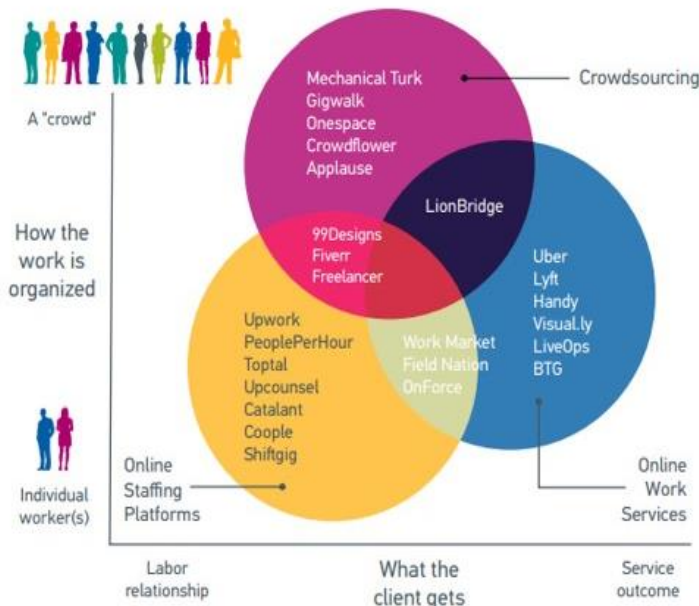 Mechanical Turk
Gigwalk
Onespace
Crowdflower
Applause
Crowdsourcing
A "crowd"
LionBridge
How the
work is
organized
99Designs
Fiverr
Freelancer
Uber
Lyft
Handy
Visual.ly
LiveOps
BTG
Upwork
PeoplePerHour
Toptal
Upcounsel
Catalant
Coople
Shiftgig
Work Market
Field Nation
OnForce
Individual
worker(s)
Online
Staffing
Platforms
Online
Work
Services
Labor
relationship
What the
client gets
Service
outcome